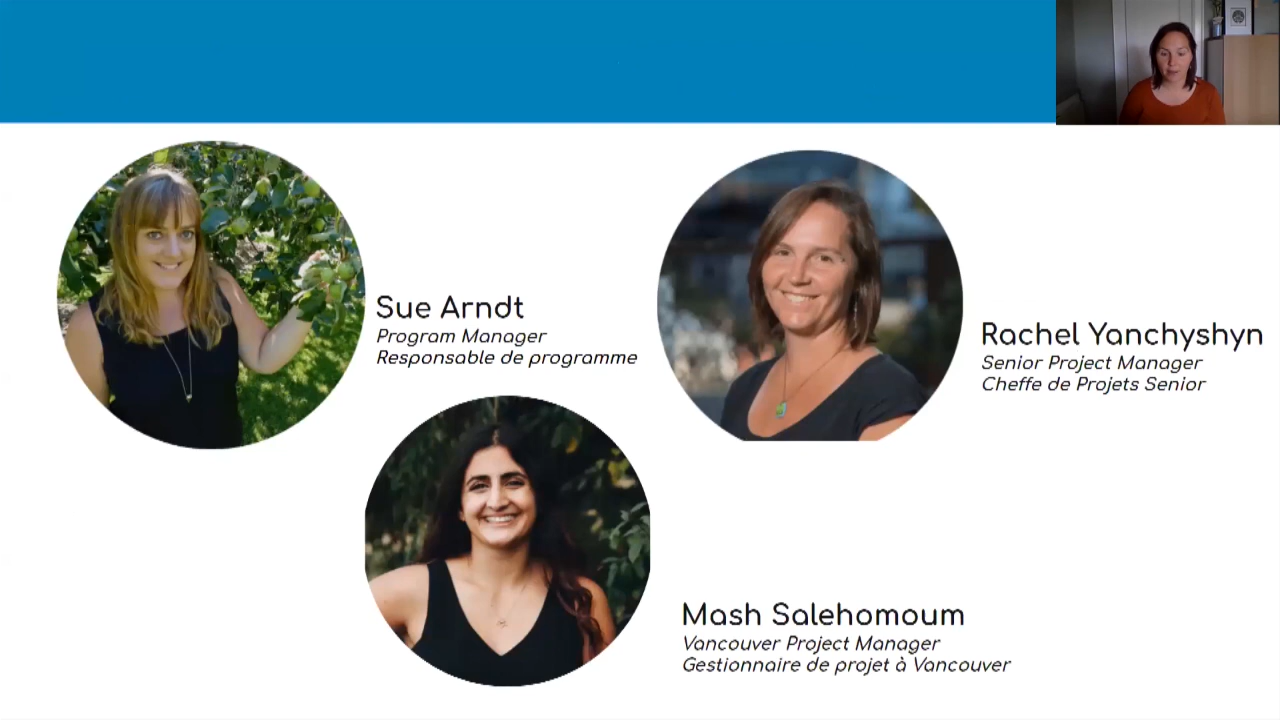 Sue Arndt
Program Manager
Responsable de programme
Rachel Yanchyshyn
Senior Project Manager
Cheffe de Projets Senior
Mash Salehomoum
Vancouver Project Manager
Gestionnaire de projet à Vancouver